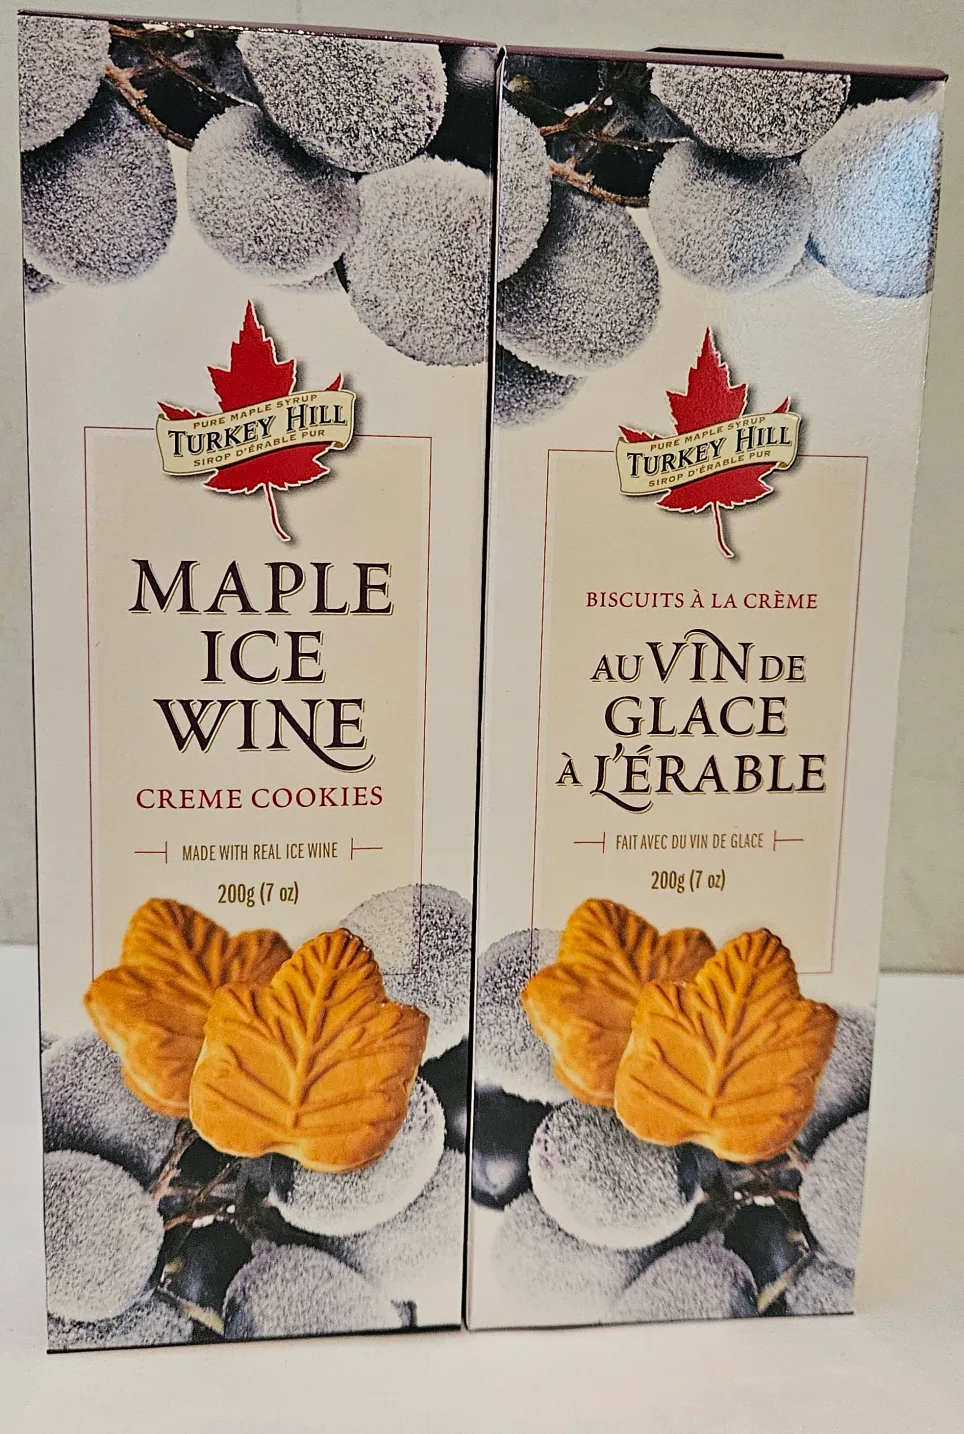 PURE MAPLE SYRUP
TURKEY HILL
SIROP D'ÉRABLE PUR
MAPLE
ICE
WINE
CREME COOKIES
MADE WITH REAL ICE WINE
200g (7 oz)
PURE MAPLE SYRUP
TURKEY HILL
SIROP D'ÉRABLE PUR
BISCUITS À LA CRÈME
AU VIN DE
GLACE
À L'ÉRABLE
FAIT AVEC DU VIN DE GLACE
200g (7 oz)